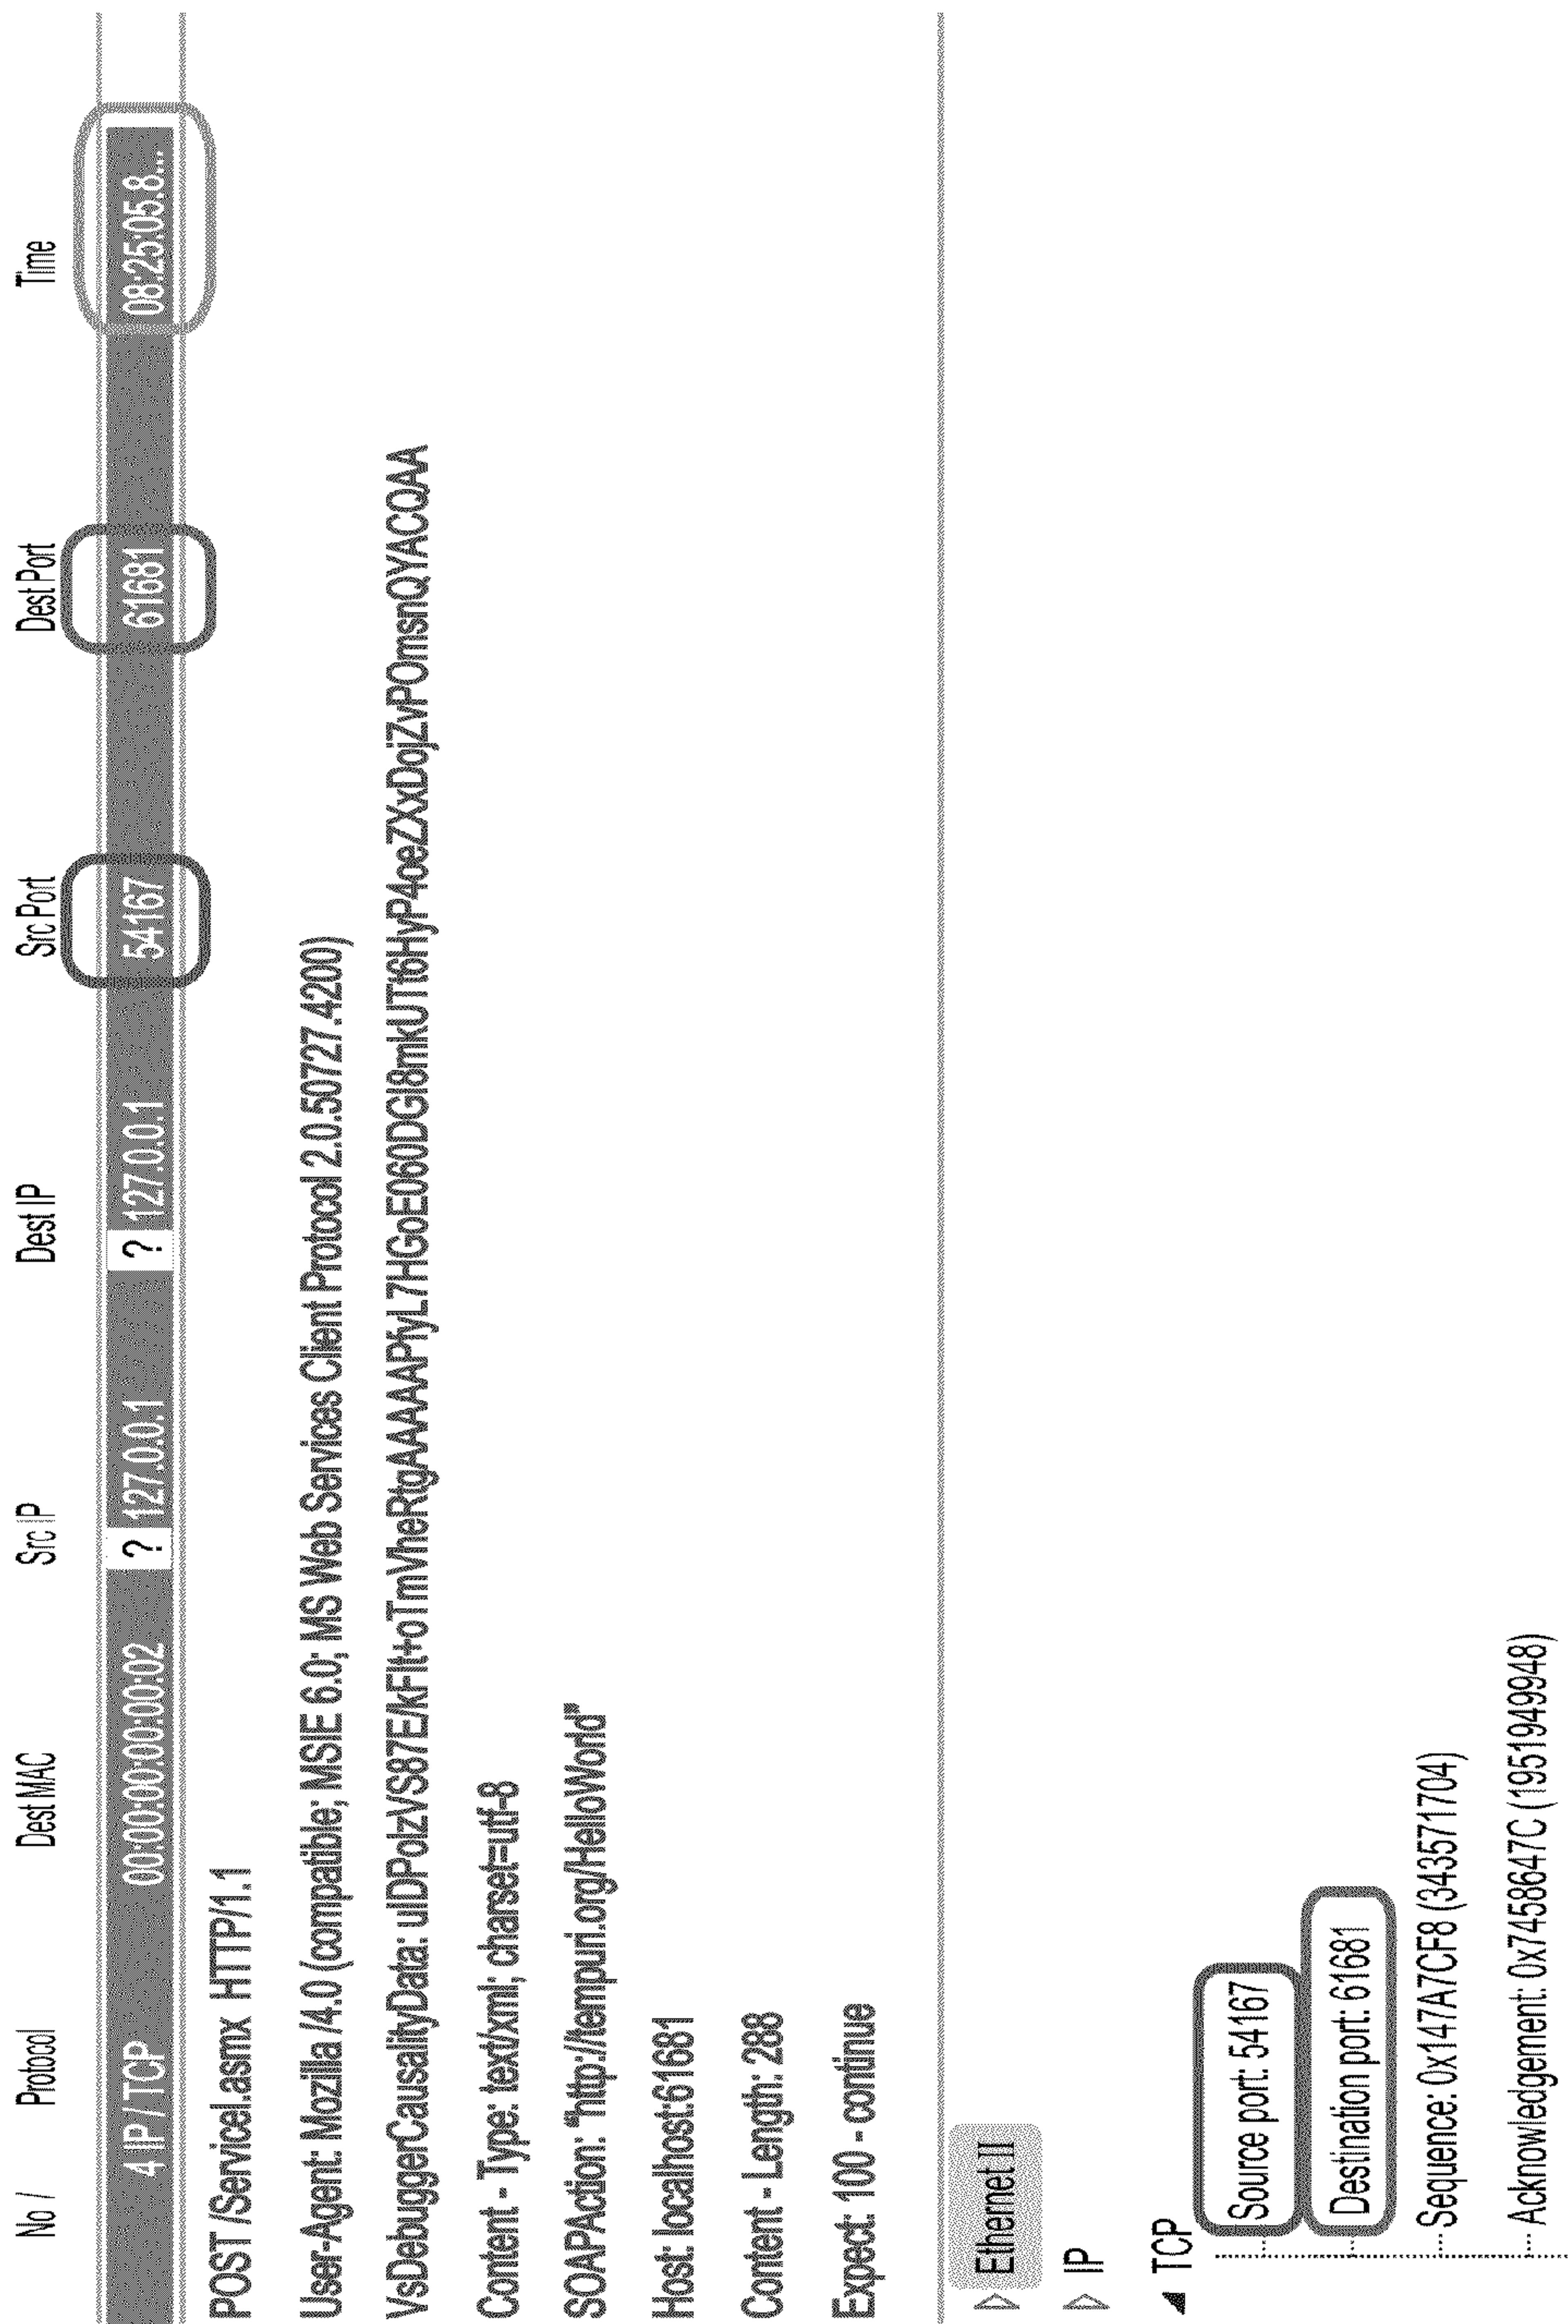 No / Protocol Dest MAC Src IP Dest IP Src Port Dest Port Time
4 IP / TCP 00:00:00:00:00:02 ? 127.0.0.1 ? 127.0.0.1 54167 61681 08:25:05.8...
POST /Servicel.asmx HTTP/1.1
User-Agent: Mozilla /4.0 (compatible; MSIE 6.0; MS Web Services Client Protocol 2.0.50727.4200)
VsDebuggerCausalityData: uIDPolzVS87E/kFIt+oTmVheRtgAAAAAPfyL7HGoE060DGI8mkUTt6HyP4oeZXxDojZvPOmsnQYACQAA
Content - Type: text/xml; charset=utf-8
SOAPAction: "http://tempuri.org/HelloWorld"
Host: localhost:61681
Content - Length: 288
Expect: 100 - continue
Ethernet II
IP
TCP
Source port: 54167
Destination port: 61681
Sequence: 0x147A7CF8 (343571704)
Acknowledgement: 0x7458647C (1951949948)